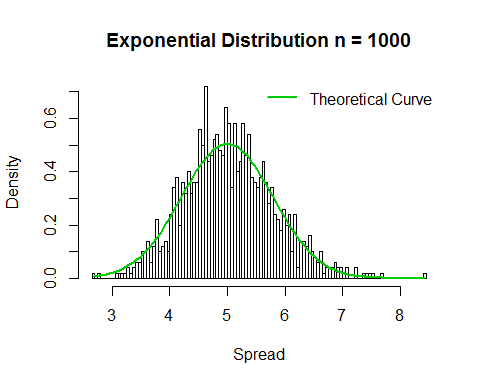 Exponential Distribution n = 1000
Theoretical Curve
Density
0.0
0.2
0.4
0.6
3 4 5 6 7 8
Spread